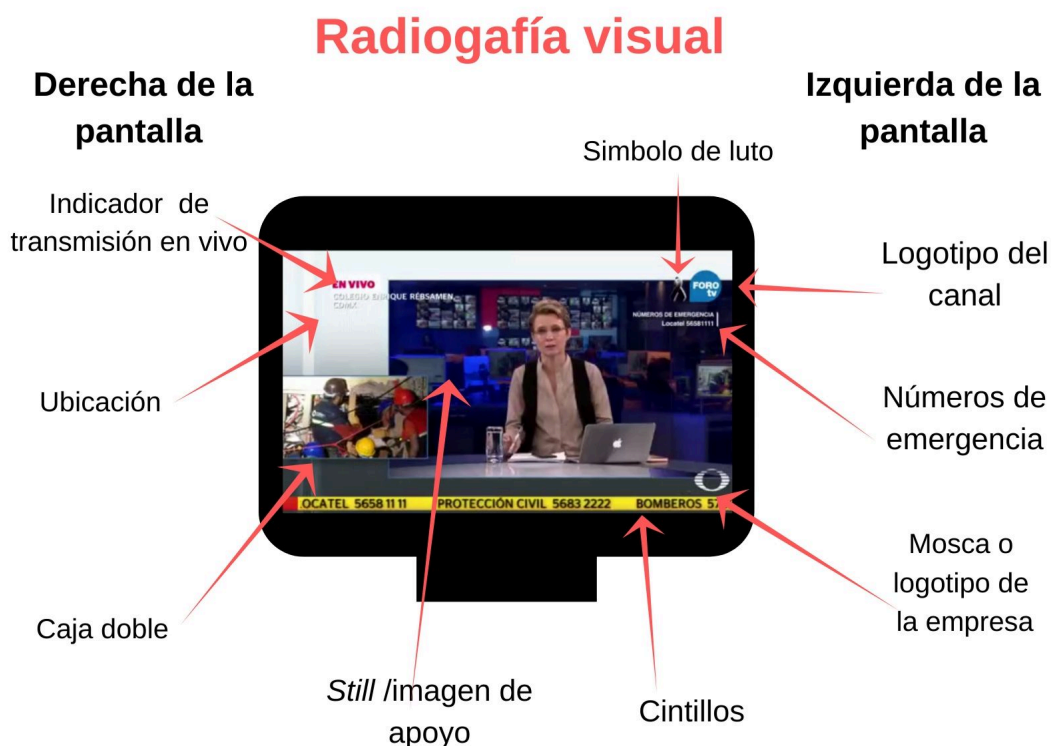 Radiogafía visual
Derecha de la
pantalla
Izquierda de la
pantalla
Simbolo de luto
Indicador de
transmisión en vivo
Logotipo del
canal
EN VIVO
COLEGIO ENRIQUE RÉBSAMEN
CDMX
FORO
tv
NÚMEROS DE EMERGENCIA
Locatel 56581111
Ubicación
Números de
emergencia
OCATEL 5658 11 11 PROTECCIÓN CIVIL 5683 2222 BOMBEROS 57
Mosca o
logotipo de
la empresa
Caja doble
Still /imagen de
apoyo
Cintillos